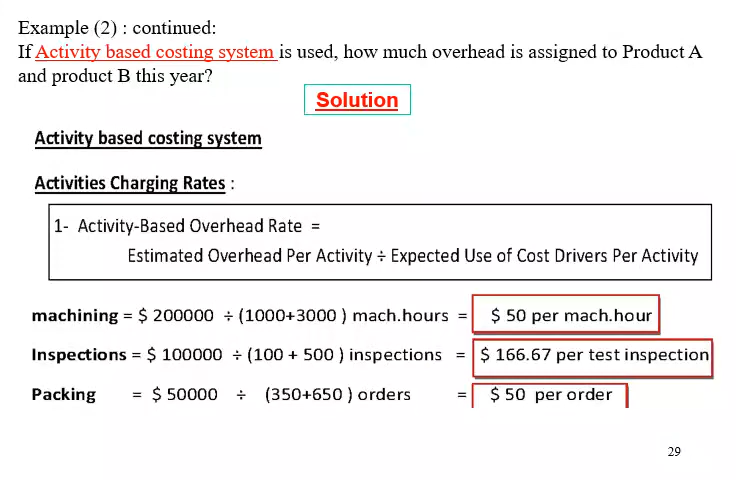 Example (2) : continued:
If Activity based costing system is used, how much overhead is assigned to Product A
and product B this year?
Solution
Activity based costing system
Activities Charging Rates :
1- Activity-Based Overhead Rate =
Estimated Overhead Per Activity ÷ Expected Use of Cost Drivers Per Activity
machining = $ 200000 ÷ (1000+3000 ) mach.hours = $ 50 per mach.hour
Inspections = $ 100000 ÷ (100 + 500 ) inspections = $ 166.67 per test inspection
Packing = $ 50000 ÷ (350+650 ) orders = $ 50 per order
29